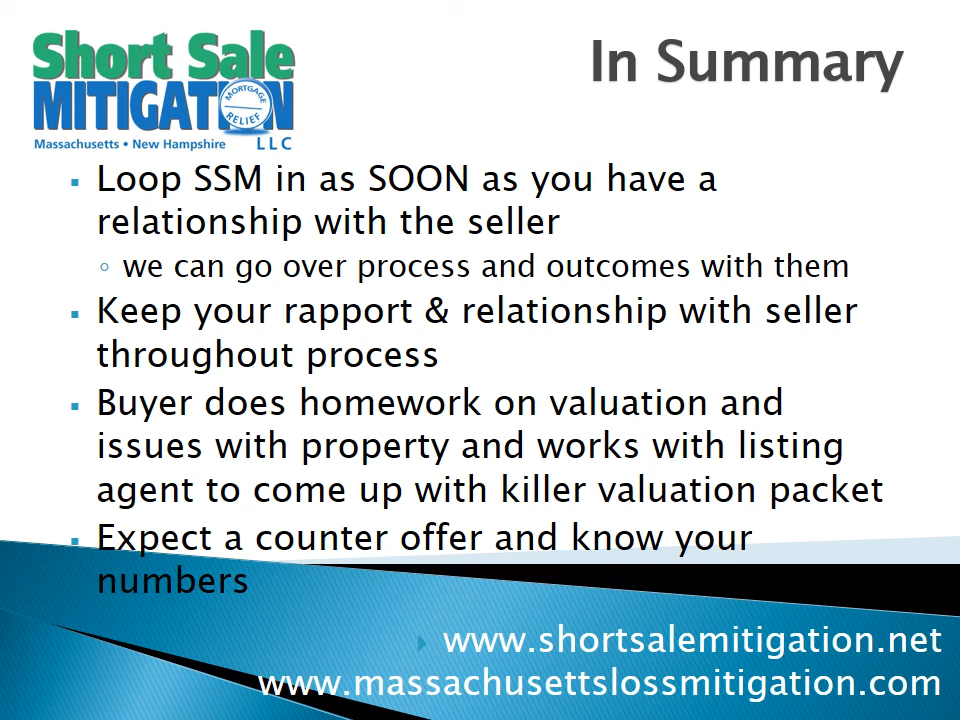 Short Sale
MITIGATION
MORTGAGE
RELIEF
Massachusetts • New Hampshire
LLC
In Summary
▪ Loop SSM in as SOON as you have a
relationship with the seller
◦ we can go over process and outcomes with them
▪ Keep your rapport & relationship with seller
throughout process
▪ Buyer does homework on valuation and
issues with property and works with listing
agent to come up with killer valuation packet
▪ Expect a counter offer and know your
numbers
www.shortsalemitigation.net
www.massachusettslossmitigation.com